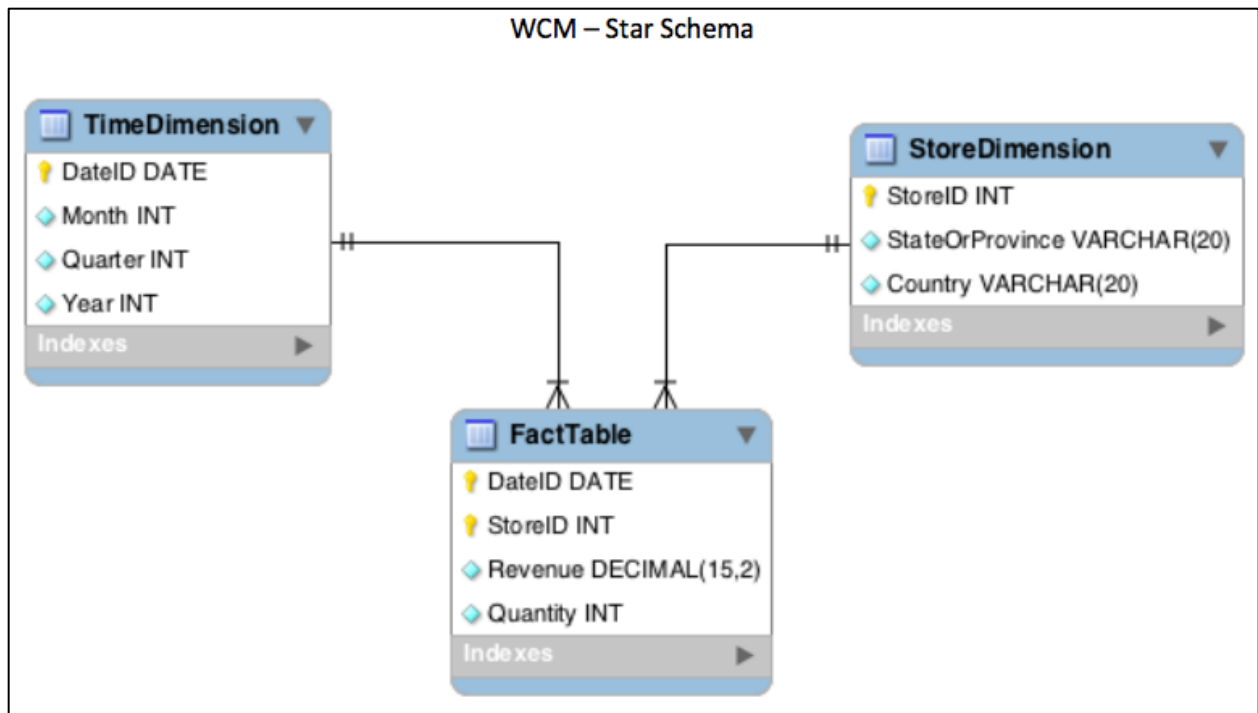 WCM – Star Schema
TimeDimension
DateID DATE
Month INT
Quarter INT
Year INT
Indexes
StoreDimension
StoreID INT
StateOrProvince VARCHAR(20)
Country VARCHAR(20)
Indexes
FactTable
DateID DATE
StoreID INT
Revenue DECIMAL(15,2)
Quantity INT
Indexes